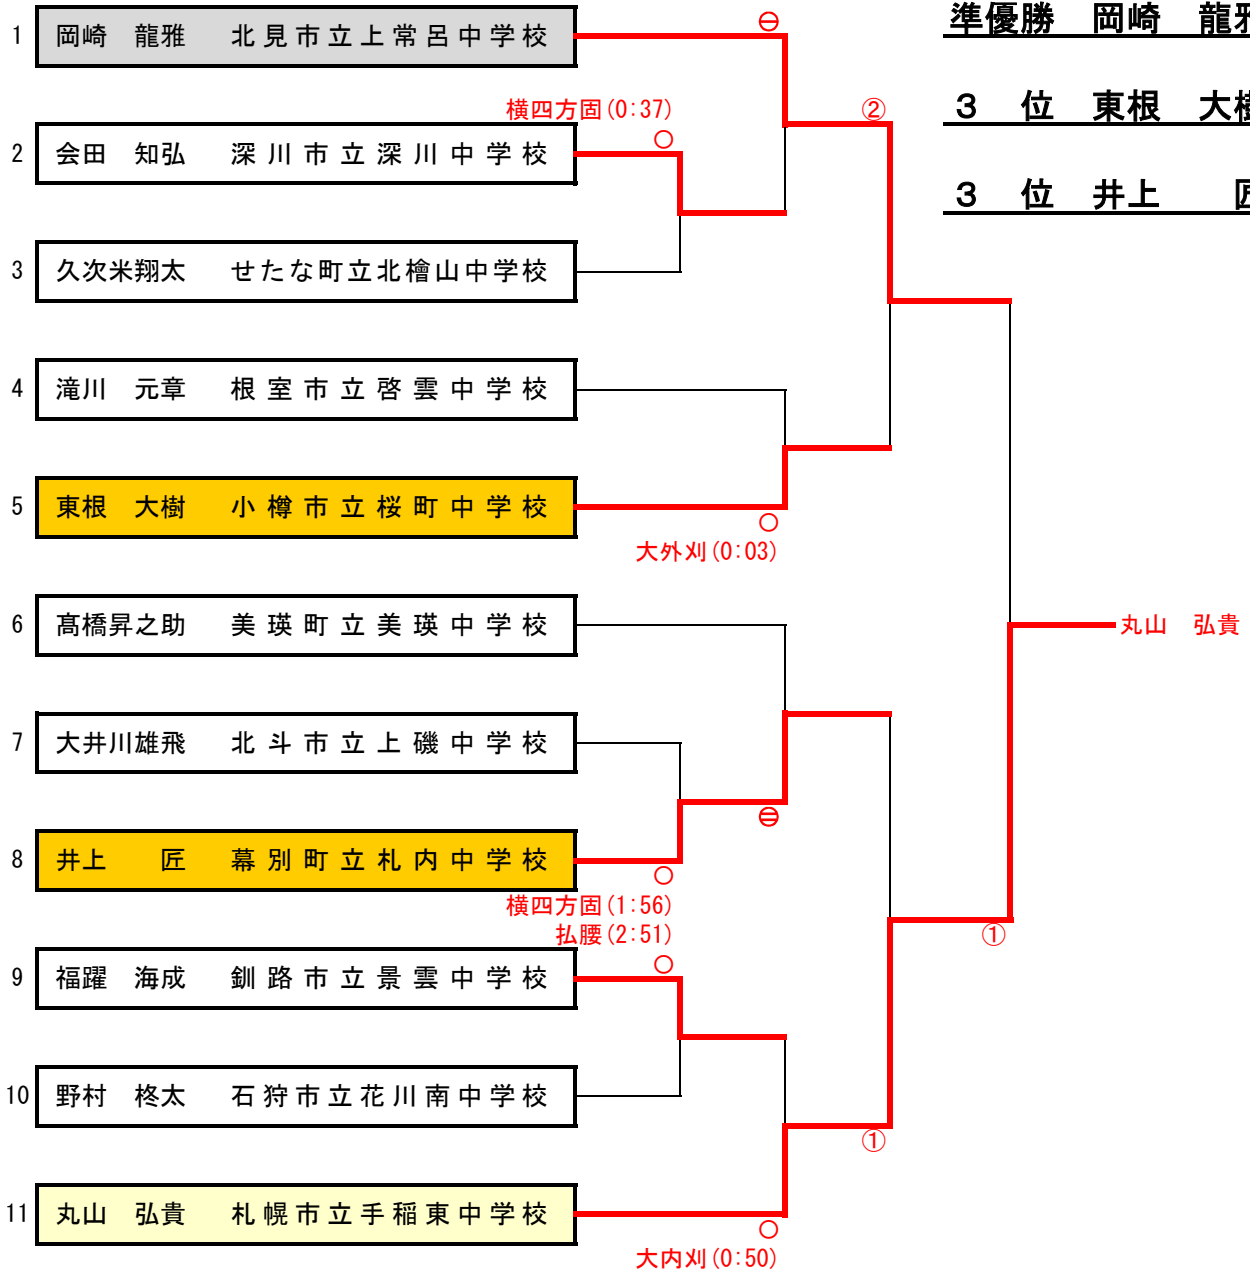 準優勝 岡崎 龍雅
3 位 東根 大樹
3 位 井上 匠
1 岡崎 龍雅 北見市立上常呂中学校
⊖
横四方固(0:37)
○
②
2 会田 知弘 深川市立深川中学校
3 久次米翔太 せたな町立北檜山中学校
4 滝川 元章 根室市立啓雲中学校
5 東根 大樹 小樽市立桜町中学校
○
大外刈(0:03)
6 髙橋昇之助 美瑛町立美瑛中学校
丸山 弘貴
7 大井川雄飛 北斗市立上磯中学校
8 井上 匠 幕別町立札内中学校
○
横四方固(1:56)
払腰(2:51)
○
①
9 福躍 海成 釧路市立景雲中学校
10 野村 柊太 石狩市立花川南中学校
①
11 丸山 弘貴 札幌市立手稲東中学校
○
大内刈(0:50)